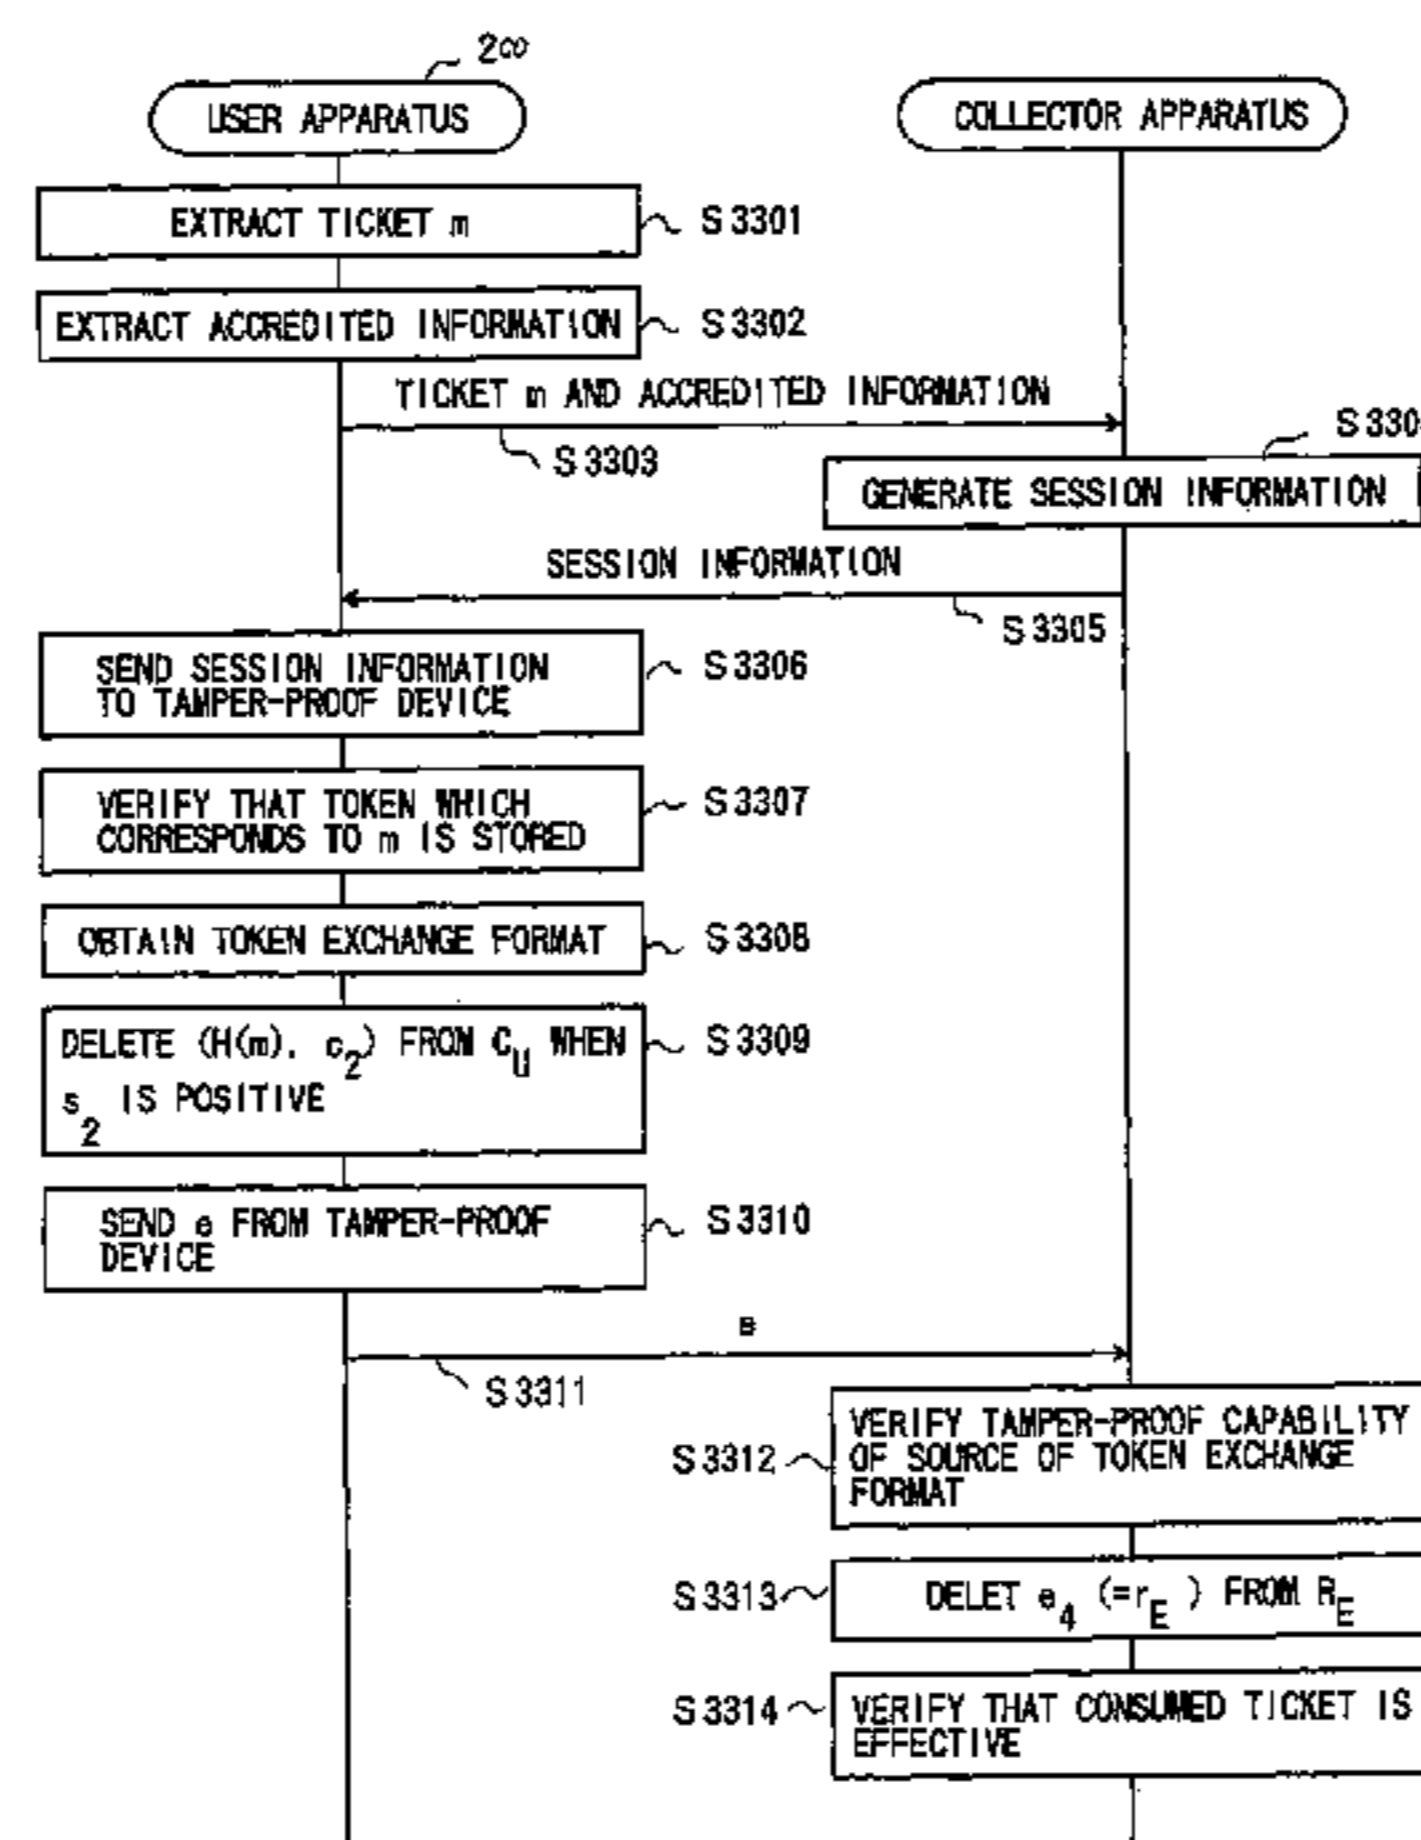 2∞
USER APPARATUS
COLLECTOR APPARATUS
EXTRACT TICKET m
S3301
EXTRACT ACCREDITED INFORMATION
S3302
TICKET m AND ACCREDITED INFORMATION
S3303
S330
GENERATE SESSION INFORMATION
SESSION INFORMATION
S3305
SEND SESSION INFORMATION
TO TAMPER-PROOF DEVICE
S3306
VERIFY THAT TOKEN WHICH
CORRESPONDS TO m IS STORED
S3307
OBTAIN TOKEN EXCHANGE FORMAT
S3308
DELETE (H(m), c2) FROM CU WHEN
s2 IS POSITIVE
S3309
SEND e FROM TAMPER-PROOF
DEVICE
S3310
e
S3311
VERIFY TAMPER-PROOF CAPABILITY
OF SOURCE OF TOKEN EXCHANGE
FORMAT
S3312
DELET e4 (=rE ) FROM RE
S3313
VERIFY THAT CONSUMED TICKET IS
EFFECTIVE
S3314